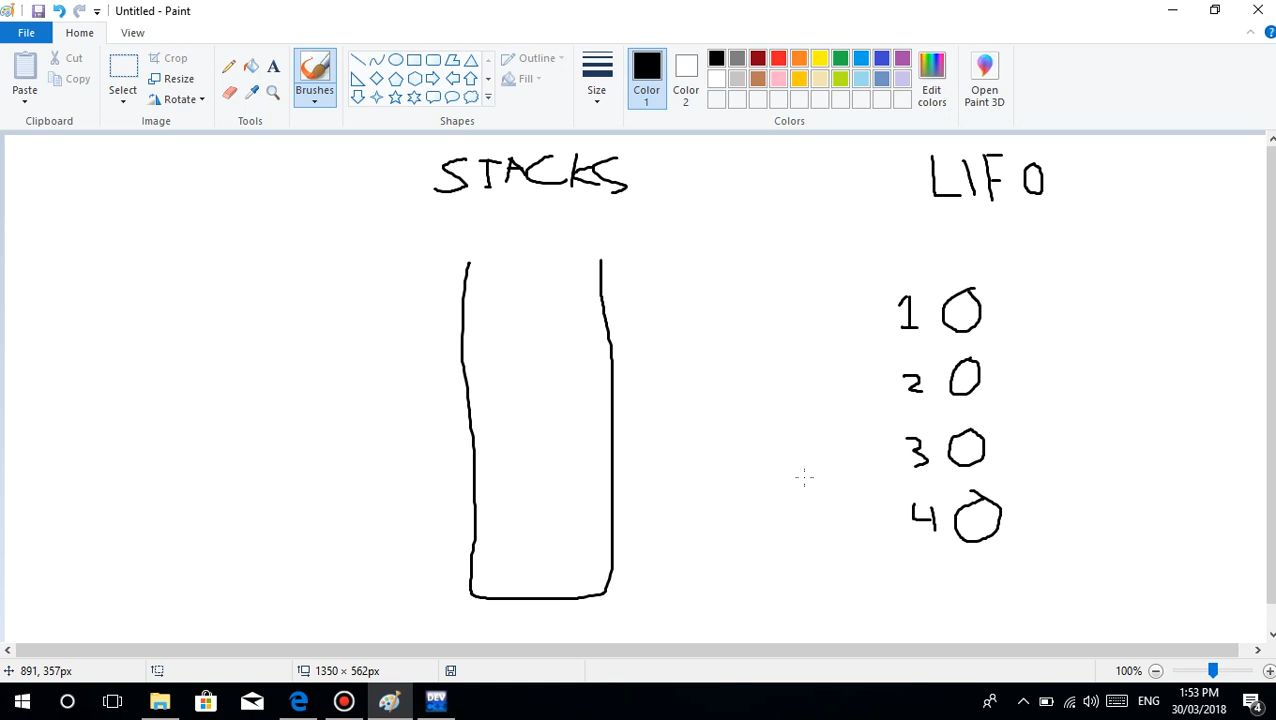 Untitled - Paint
File Home View
Paste
Cut
Copy
Clipboard
Select
Crop
Resize
Rotate
Image
A
Tools
Brushes
Outline
Fill
Shapes
Size
Color 1
Color 2
Edit colors
Colors
Open Paint 3D
STACKS
LIFO
1
2
3
4
891, 357px
1350 × 562px
100%
DEV
ENG
1:53 PM
30/03/2018
4